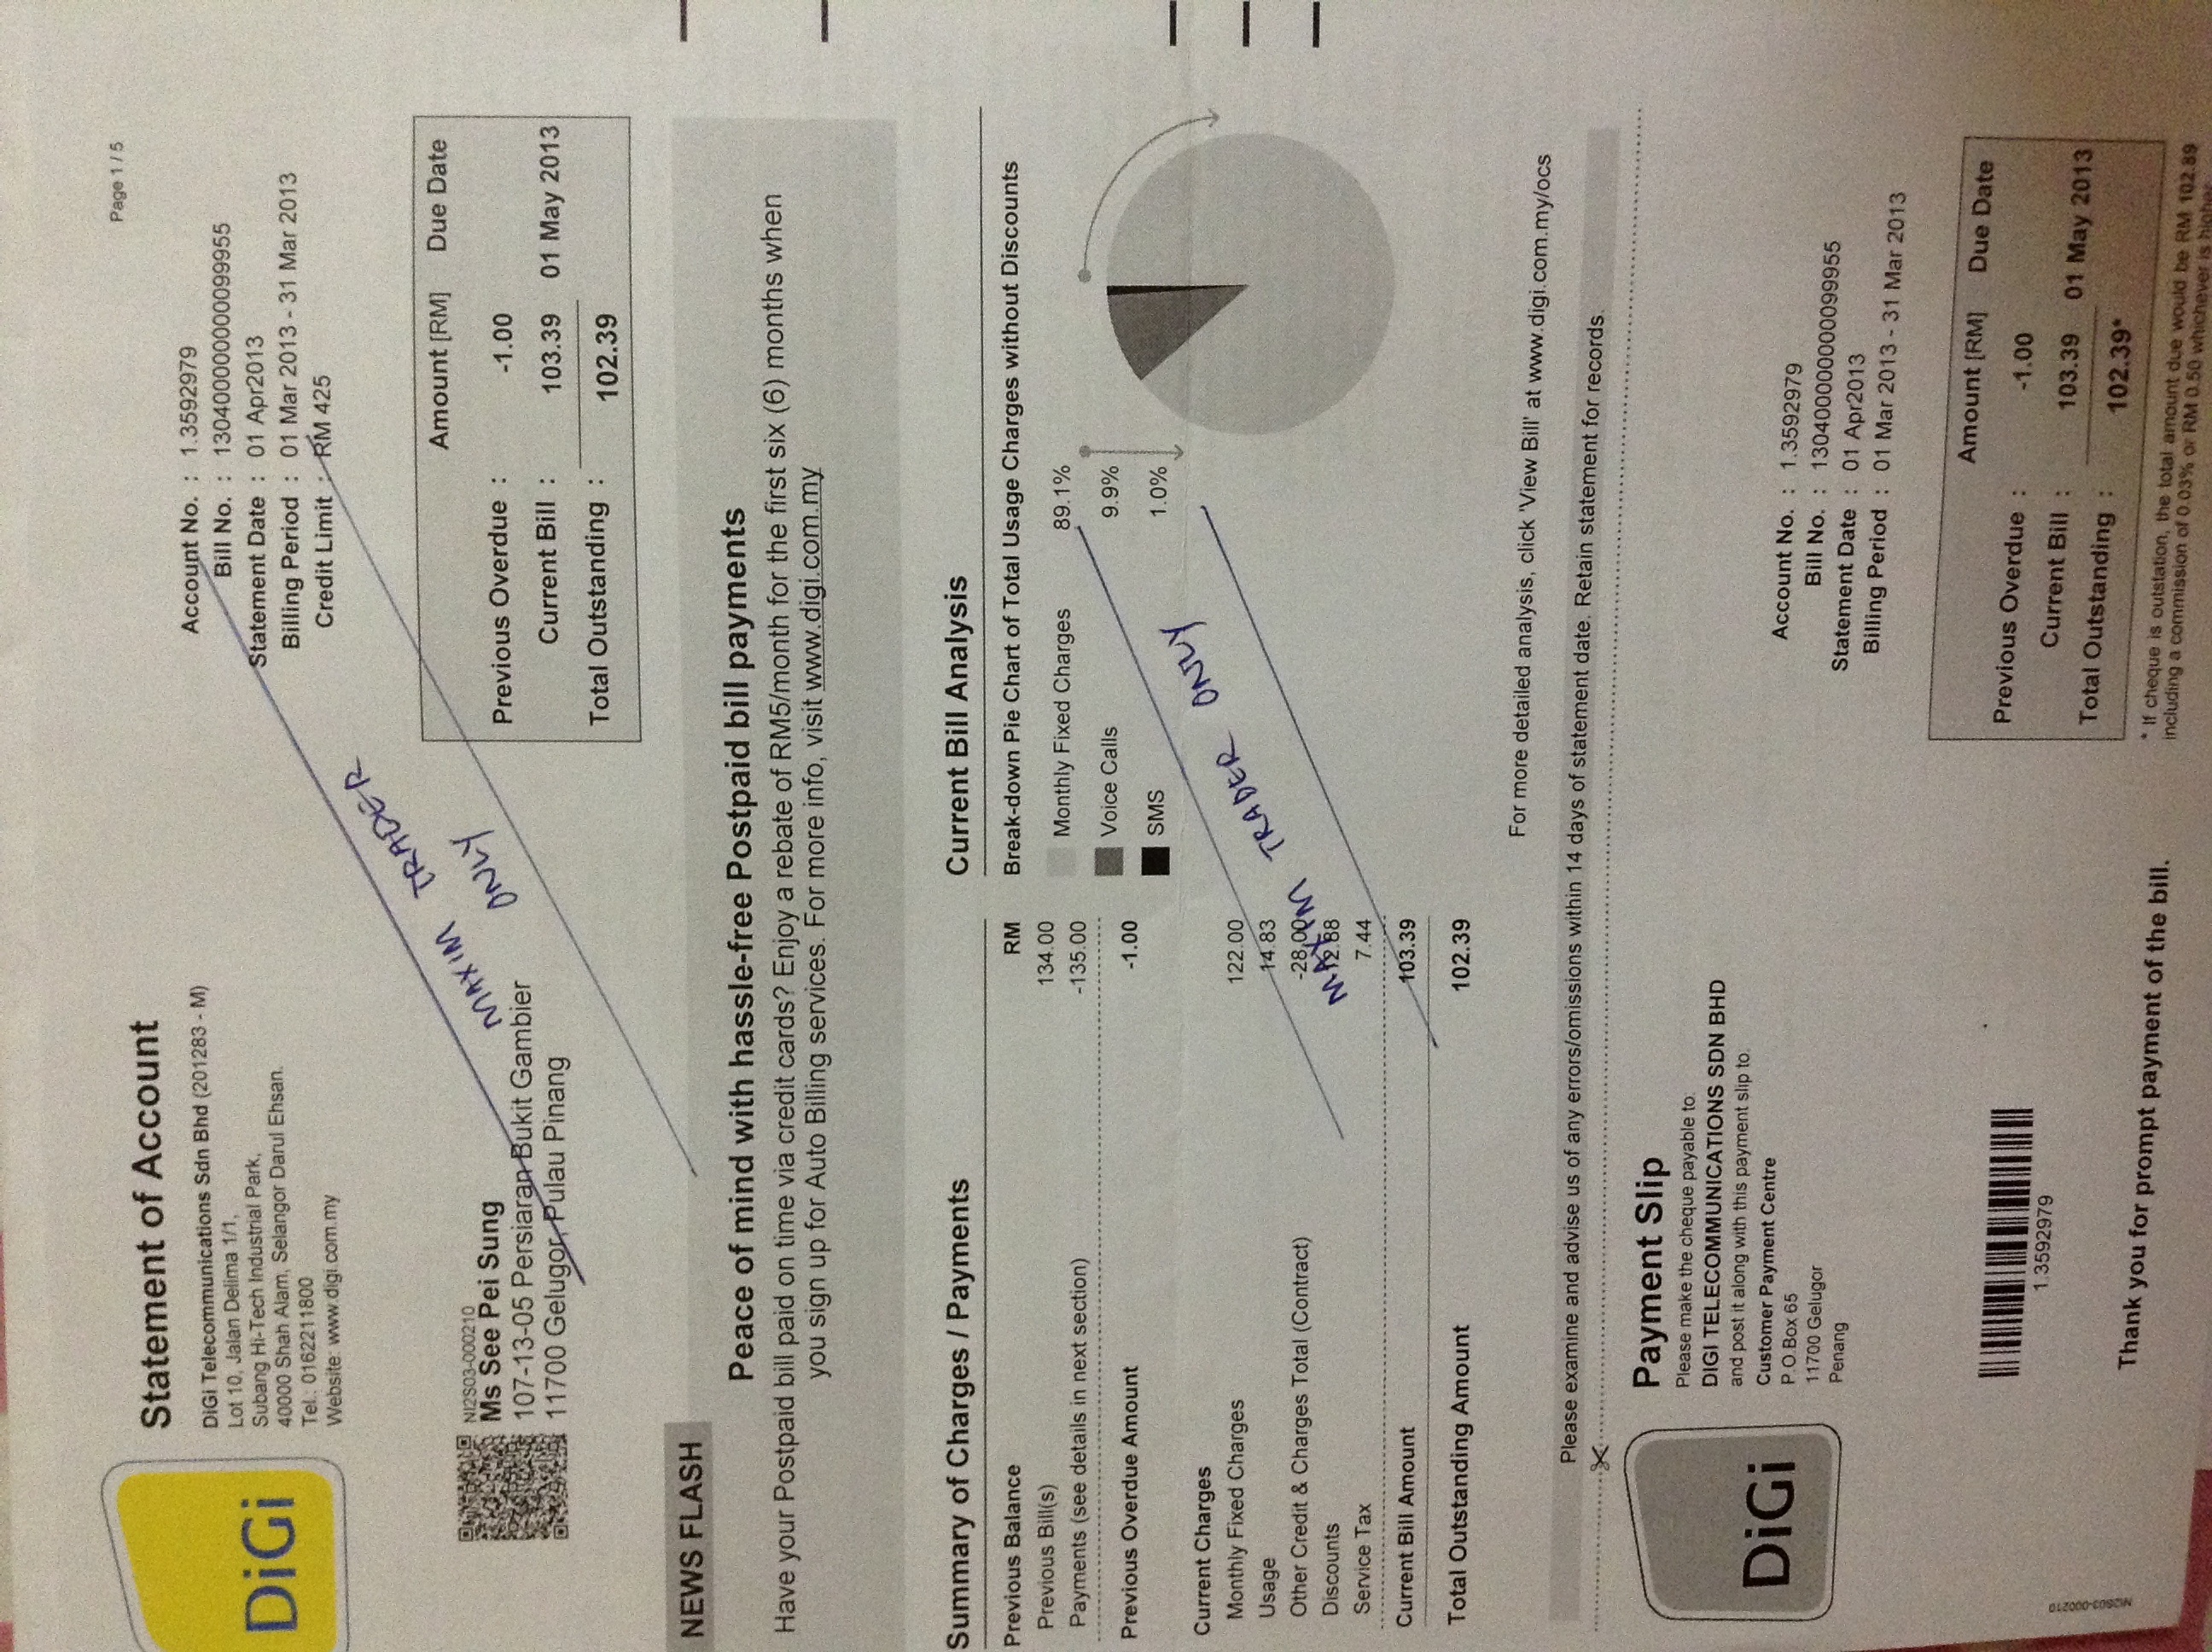 Page 1 / 5
DiGi
Statement of Account
DiGi Telecommunications Sdn Bhd (201283 - M)
Lot 10, Jalan Delima 1/1,
Subang Hi-Tech Industrial Park,
40000 Shah Alam, Selangor Darul Ehsan.
Tel.: 0162211800
Website: www.digi.com.my
Account No. : 1.3592979
Bill No. : 130400000000099955
Statement Date : 01 Apr2013
Billing Period : 01 Mar 2013 - 31 Mar 2013
Credit Limit : RM 425
MAXIM TRADER
ONLY
NI2S03-000210
Ms See Pei Sung
107-13-05 Persiaran Bukit Gambier
11700 Gelugor, Pulau Pinang
Amount [RM] Due Date
Previous Overdue : -1.00
Current Bill : 103.39 01 May 2013
Total Outstanding : 102.39
NEWS FLASH
Peace of mind with hassle-free Postpaid bill payments
Have your Postpaid bill paid on time via credit cards? Enjoy a rebate of RM5/month for the first six (6) months when
you sign up for Auto Billing services. For more info, visit www.digi.com.my
Summary of Charges / Payments
Previous Balance RM
Previous Bill(s) 134.00
Payments (see details in next section) -135.00
Previous Overdue Amount -1.00
Current Charges
Monthly Fixed Charges 122.00
Usage 14.83
Other Credit & Charges Total (Contract) -28.00
Discounts 12.88
Service Tax 7.44
Current Bill Amount 103.39
Total Outstanding Amount 102.39
Current Bill Analysis
Break-down Pie Chart of Total Usage Charges without Discounts
Monthly Fixed Charges 89.1%
Voice Calls 9.9%
SMS 1.0%
MAXIM TRADER ONLY
For more detailed analysis, click 'View Bill' at www.digi.com.my/ocs
Please examine and advise us of any errors/omissions within 14 days of statement date. Retain statement for records.
DiGi
Payment Slip
Please make the cheque payable to:
DIGI TELECOMMUNICATIONS SDN BHD
and post it along with this payment slip to:
Customer Payment Centre
P.O.Box 65
11700 Gelugor
Penang
Account No. : 1.3592979
Bill No. : 130400000000099955
Statement Date : 01 Apr2013
Billing Period : 01 Mar 2013 - 31 Mar 2013
1.3592979
NI2S03-000210
Amount [RM] Due Date
Previous Overdue : -1.00
Current Bill : 103.39 01 May 2013
Total Outstanding : 102.39*
Thank you for prompt payment of the bill.
* If cheque is outstation, the total amount due would be RM 102.89
including a commission of 0.03% or RM 0.50 whichever is higher.